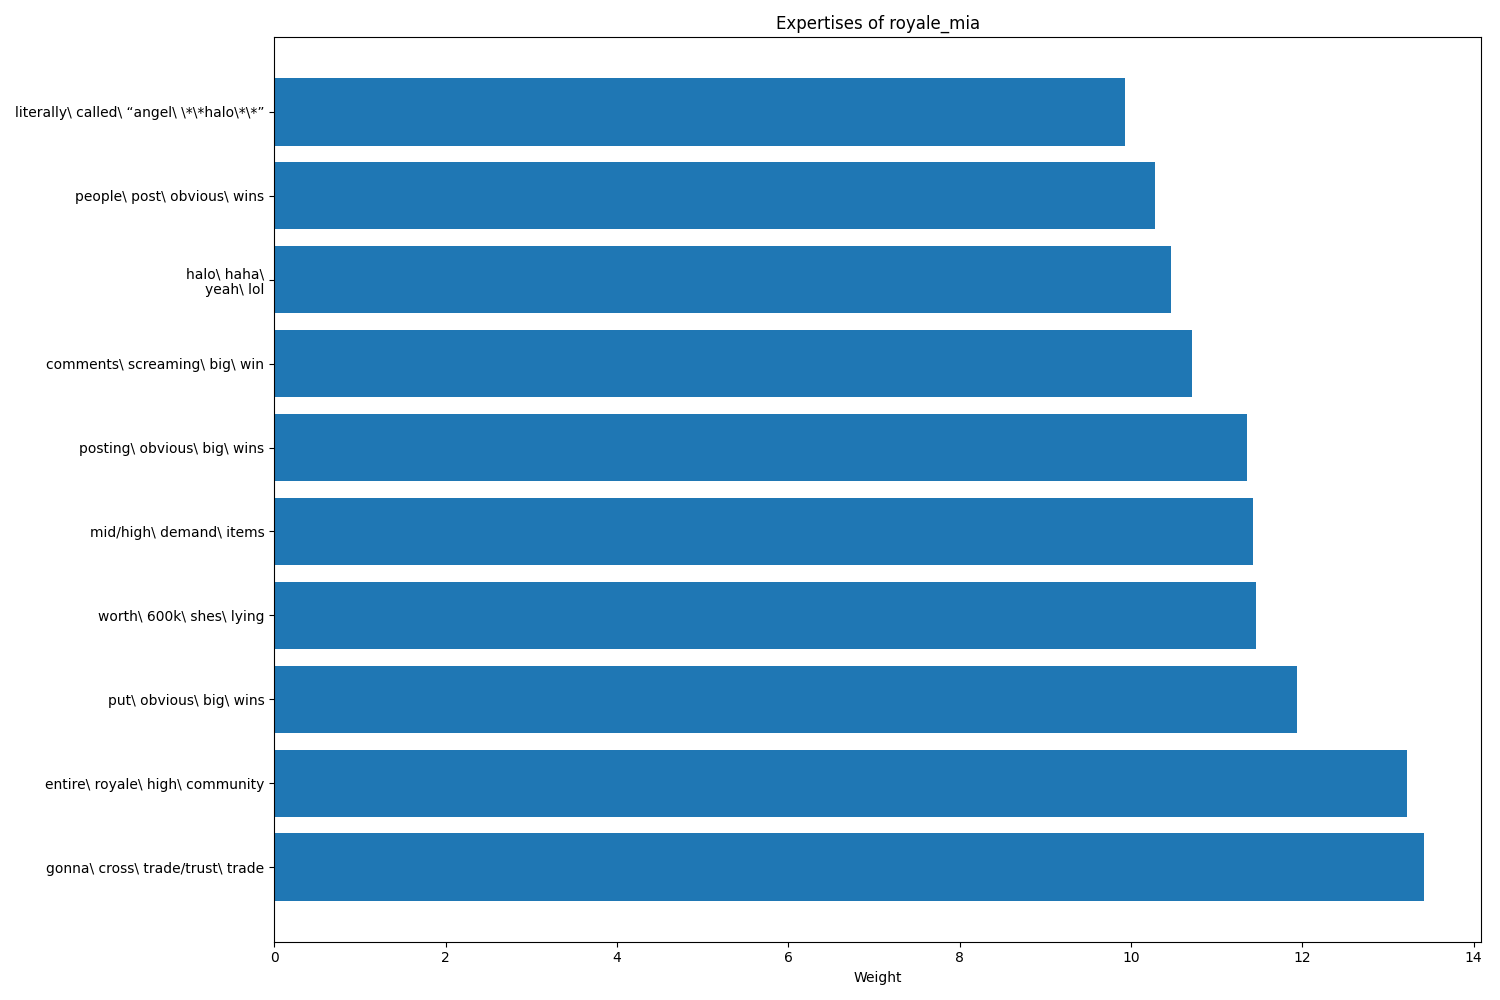 Expertises of royale_mia
literally\ called\ “angel\ \*\*halo\*\*”
people\ post\ obvious\ wins
halo\ haha\
yeah\ lol
comments\ screaming\ big\ win
posting\ obvious\ big\ wins
mid/high\ demand\ items
worth\ 600k\ shes\ lying
put\ obvious\ big\ wins
entire\ royale\ high\ community
gonna\ cross\ trade/trust\ trade
0 2 4 6 8 10 12 14
Weight